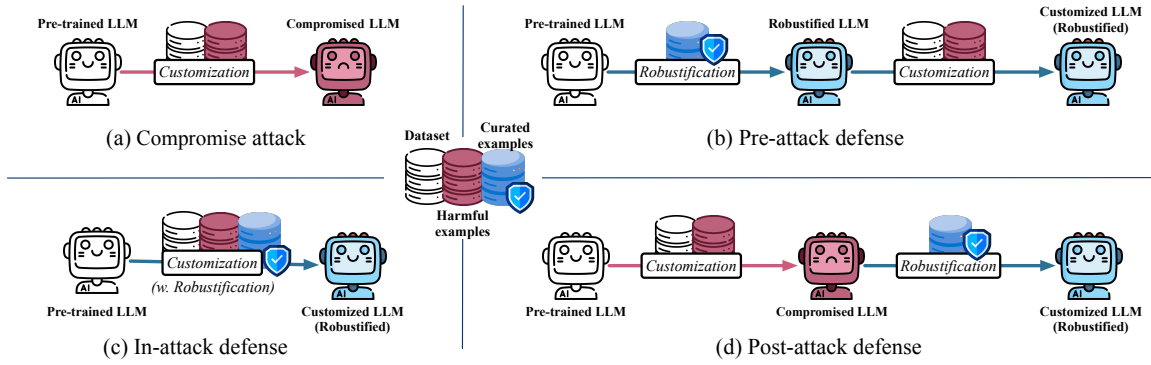 Pre-trained LLM
Compromised LLM
Customization
AI
AI
(a) Compromise attack
Pre-trained LLM
Robustified LLM
Customized LLM
(Robustified)
Robustification
Customization
AI
AI
AI
(b) Pre-attack defense
Dataset
Curated
examples
Harmful
examples
Customization
(w. Robustification)
AI
AI
Pre-trained LLM
Customized LLM
(Robustified)
(c) In-attack defense
Customization
Robustification
AI
AI
AI
Pre-trained LLM
Compromised LLM
Customized LLM
(Robustified)
(d) Post-attack defense